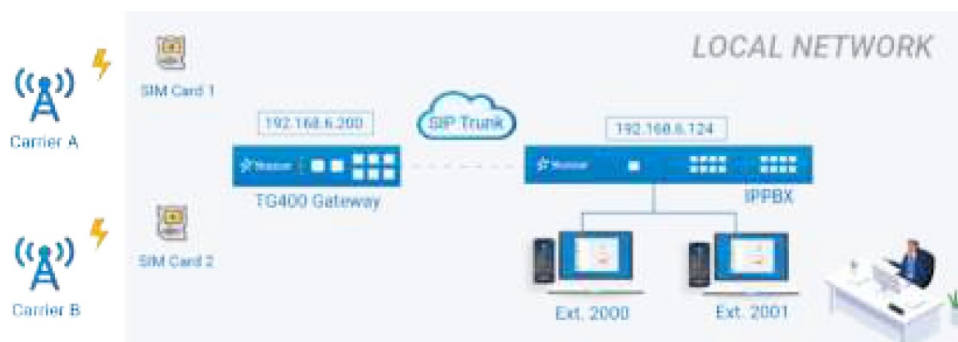 LOCAL NETWORK
SIM Card 1
Carrier A
192.168.6.200
SIP Trunk
192.168.6.124
TG400 Gateway
IPPBX
SIM Card 2
Carrier B
Ext. 2000
Ext. 2001